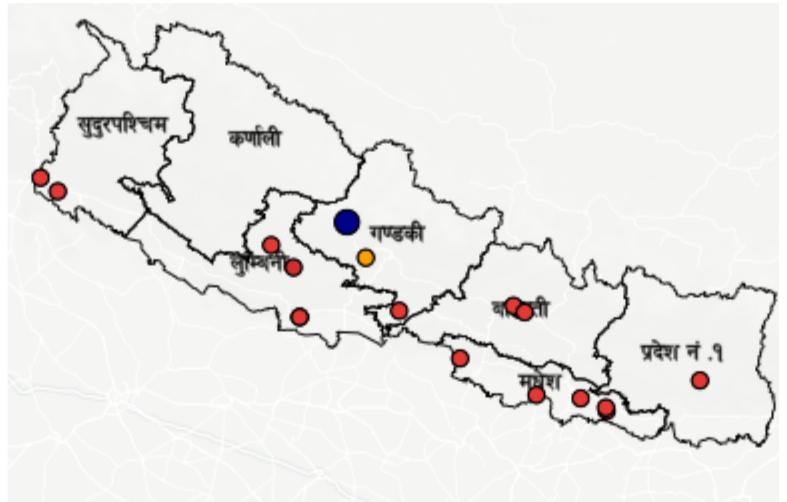 सुदुरपश्चिम
कर्णाली
गण्डकी
लुम्बिनी
प्रदेश नं .१
मधेश